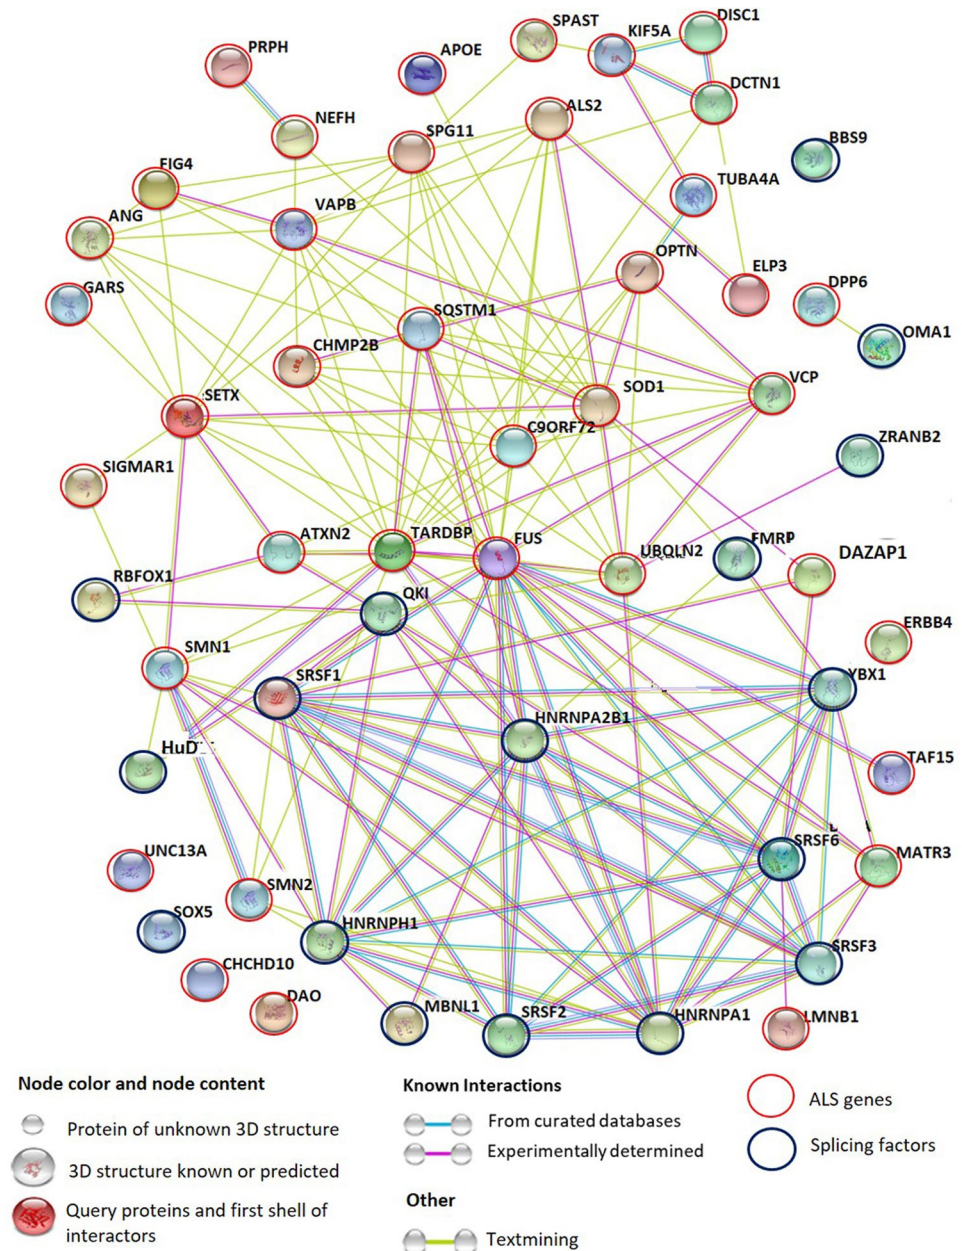 DISC1
SPAST
KIF5A
PRPH
APOE
DCTN1
ALS2
NEFH
SPG11
BBS9
FIG4
TUBA4A
VAPB
ANG
OPTN
ELP3
GARS
DPP6
SQSTM1
OMA1
CHMP2B
SOD1
VCP
SETX
C9ORF72
ZRANB2
SIGMAR1
ATXN2
TARDBP
FUS
FMRP
UBQLN2
DAZAP1
RBFOX1
QKI
ERBB4
SMN1
SRSF1
YBX1
HNRNPA2B1
HuD
TAF15
SRSF6
UNC13A
MATR3
SMN2
SOX5
HNRNPH1
SRSF3
CHCHD10
DAO
MBNL1
SRSF2
HNRNPA1
LMNB1
Node color and node content
Protein of unknown 3D structure
3D structure known or predicted
Query proteins and first shell of
interactors
Known Interactions
From curated databases
Experimentally determined
Other
Textmining
ALS genes
Splicing factors